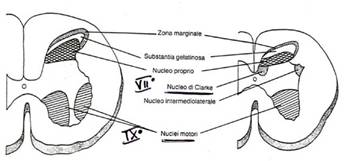 Zona marginale
Substantia gelatinosa
Nucleo proprio
VII°
Nucleo di Clarke
Nucleo intermediolaterale
IX°
Nuclei motori